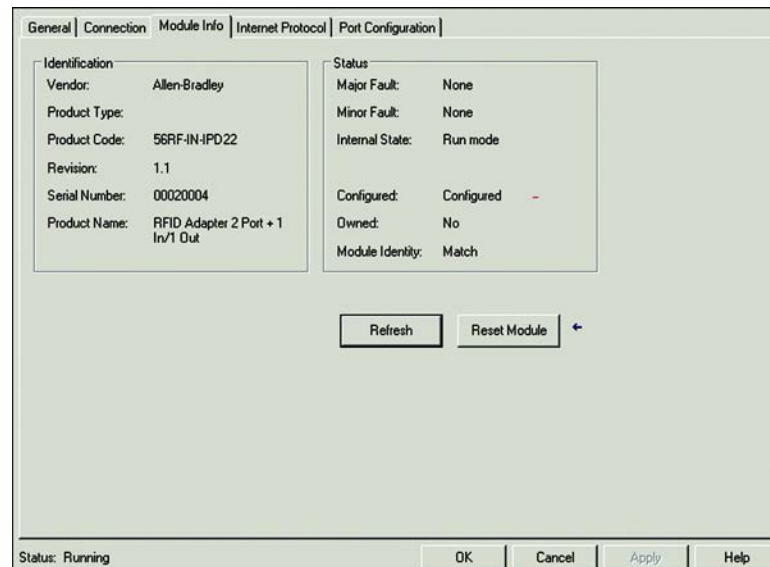 General Connection Module Info Internet Protocol Port Configuration
Identification
Vendor: Allen-Bradley
Product Type:
Product Code: 56RF-IN-IPD22
Revision: 1.1
Serial Number: 00020004
Product Name: RFID Adapter 2 Port + 1
In/1 Out
Status
Major Fault: None
Minor Fault: None
Internal State: Run mode
Configured: Configured
Owned: No
Module Identity: Match
Refresh Reset Module
Status: Running OK Cancel Apply Help